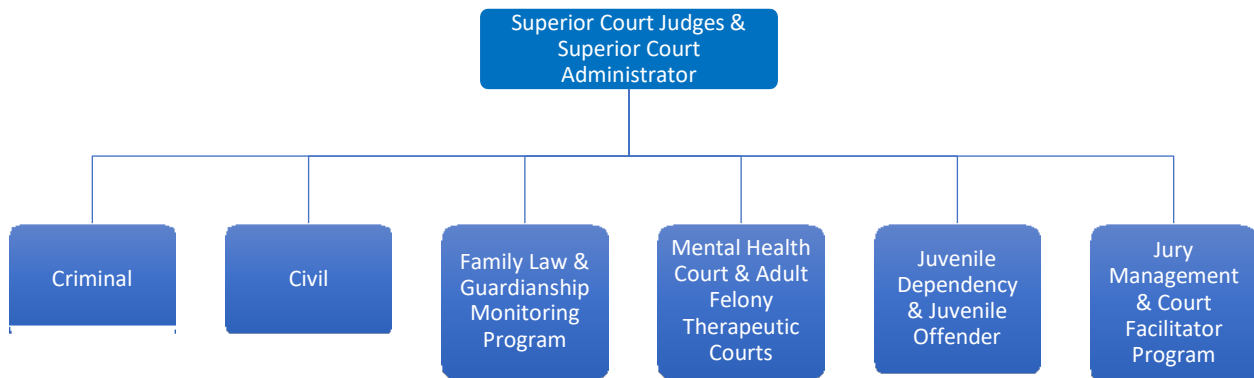 Superior Court Judges &
Superior Court
Administrator
Criminal
Civil
Family Law &
Guardianship
Monitoring
Program
Mental Health
Court & Adult
Felony
Therapeutic
Courts
Juvenile
Dependency
& Juvenile
Offender
Jury
Management
& Court
Facilitator
Program